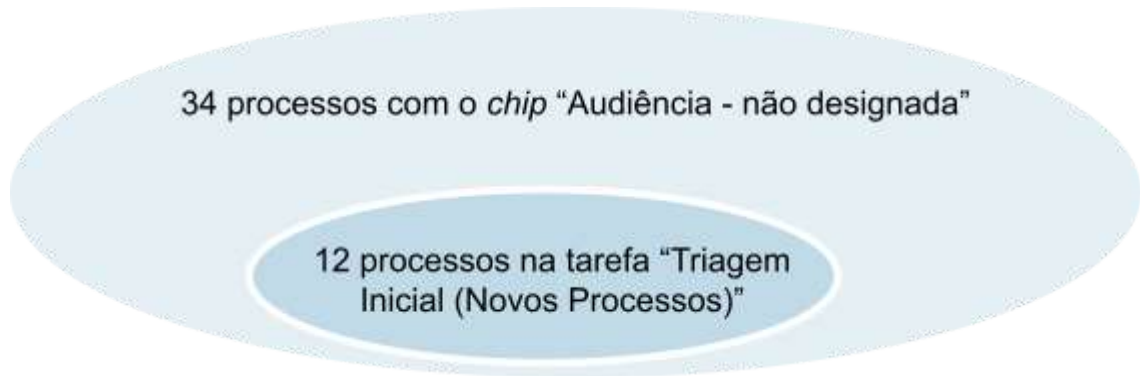 34 processos com o chip “Audiência - não designada”
12 processos na tarefa “Triagem
Inicial (Novos Processos)”